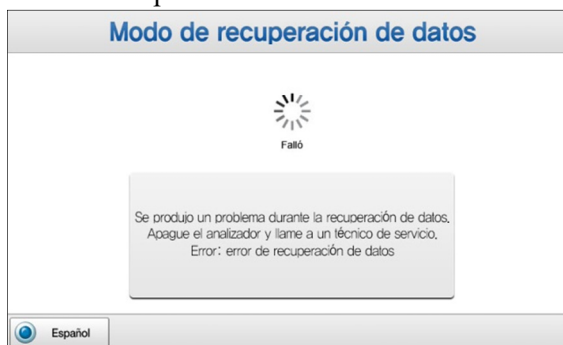 Modo de recuperación de datos
Falló
Se produjo un problema durante la recuperación de datos.
Apague el analizador y llame a un técnico de servicio.
Error: error de recuperación de datos
Español